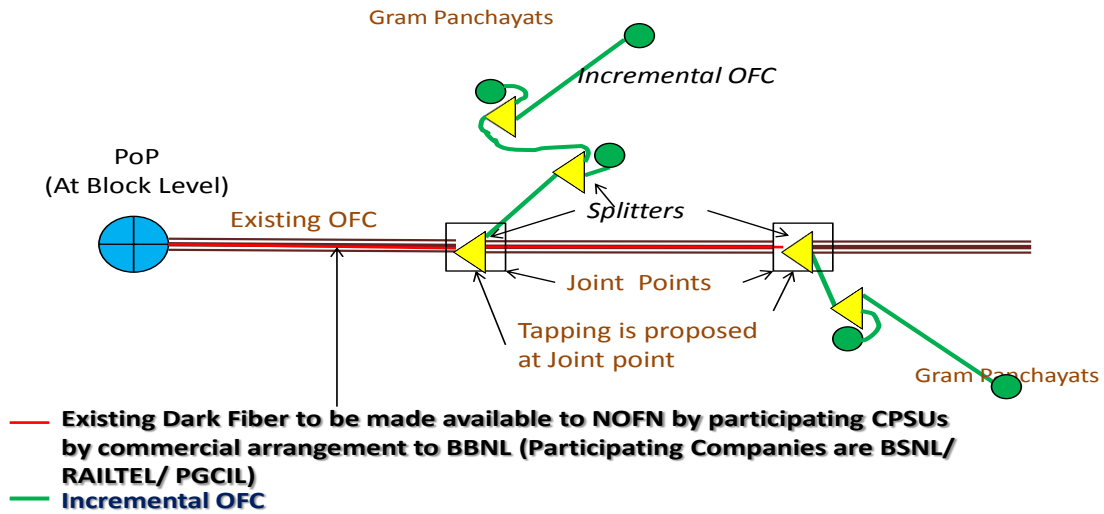 Gram Panchayats
Incremental OFC
PoP
(At Block Level)
Existing OFC
Splitters
Joint Points
Tapping is proposed
at Joint point
Gram Panchayats
Existing Dark Fiber to be made available to NOFN by participating CPSUs
by commercial arrangement to BBNL (Participating Companies are BSNL/
RAILTEL/ PGCIL)
Incremental OFC